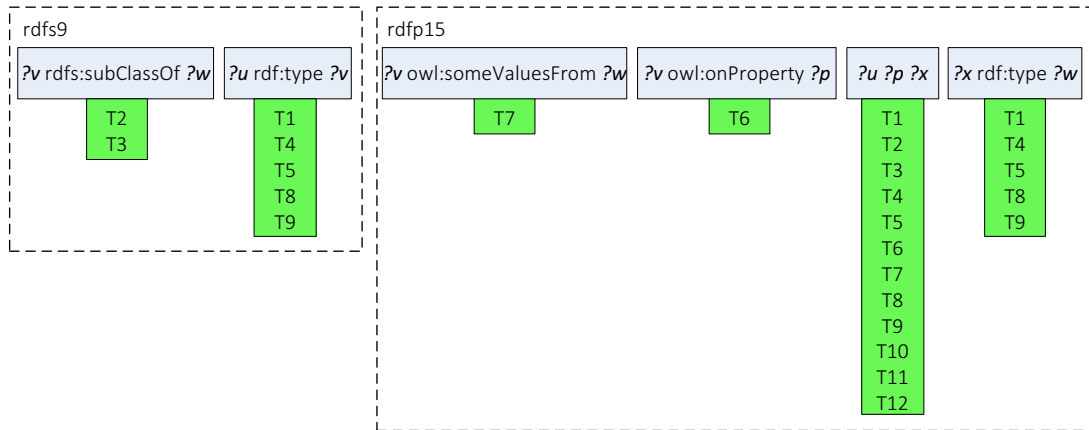 rdfs9
?v rdfs:subClassOf ?w
T2
T3
?u rdf:type ?v
T1
T4
T5
T8
T9
rdfp15
?v owl:someValuesFrom ?w
T7
?v owl:onProperty ?p
T6
?u ?p ?x
T1
T2
T3
T4
T5
T6
T7
T8
T9
T10
T11
T12
?x rdf:type ?w
T1
T4
T5
T8
T9